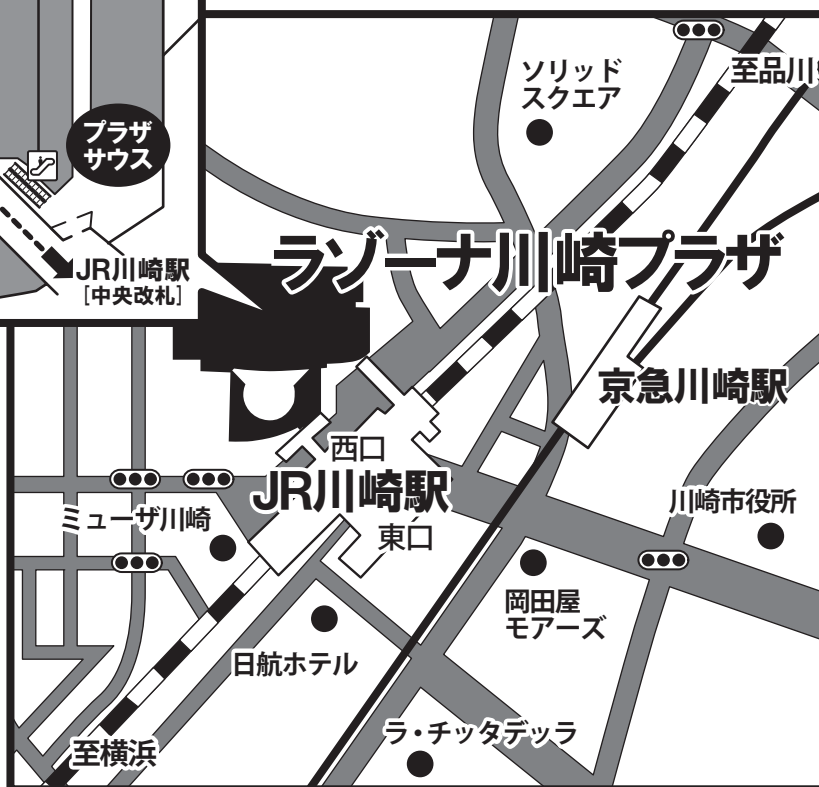 プラザ
サウス
JR川崎駅
[中央改札]
ソリッド
スクエア
至品川
ラゾーナ川崎プラザ
京急川崎駅
西口
JR川崎駅
東口
ミューザ川崎
川崎市役所
岡田屋
モアーズ
日航ホテル
ラ・チッタデッラ
至横浜